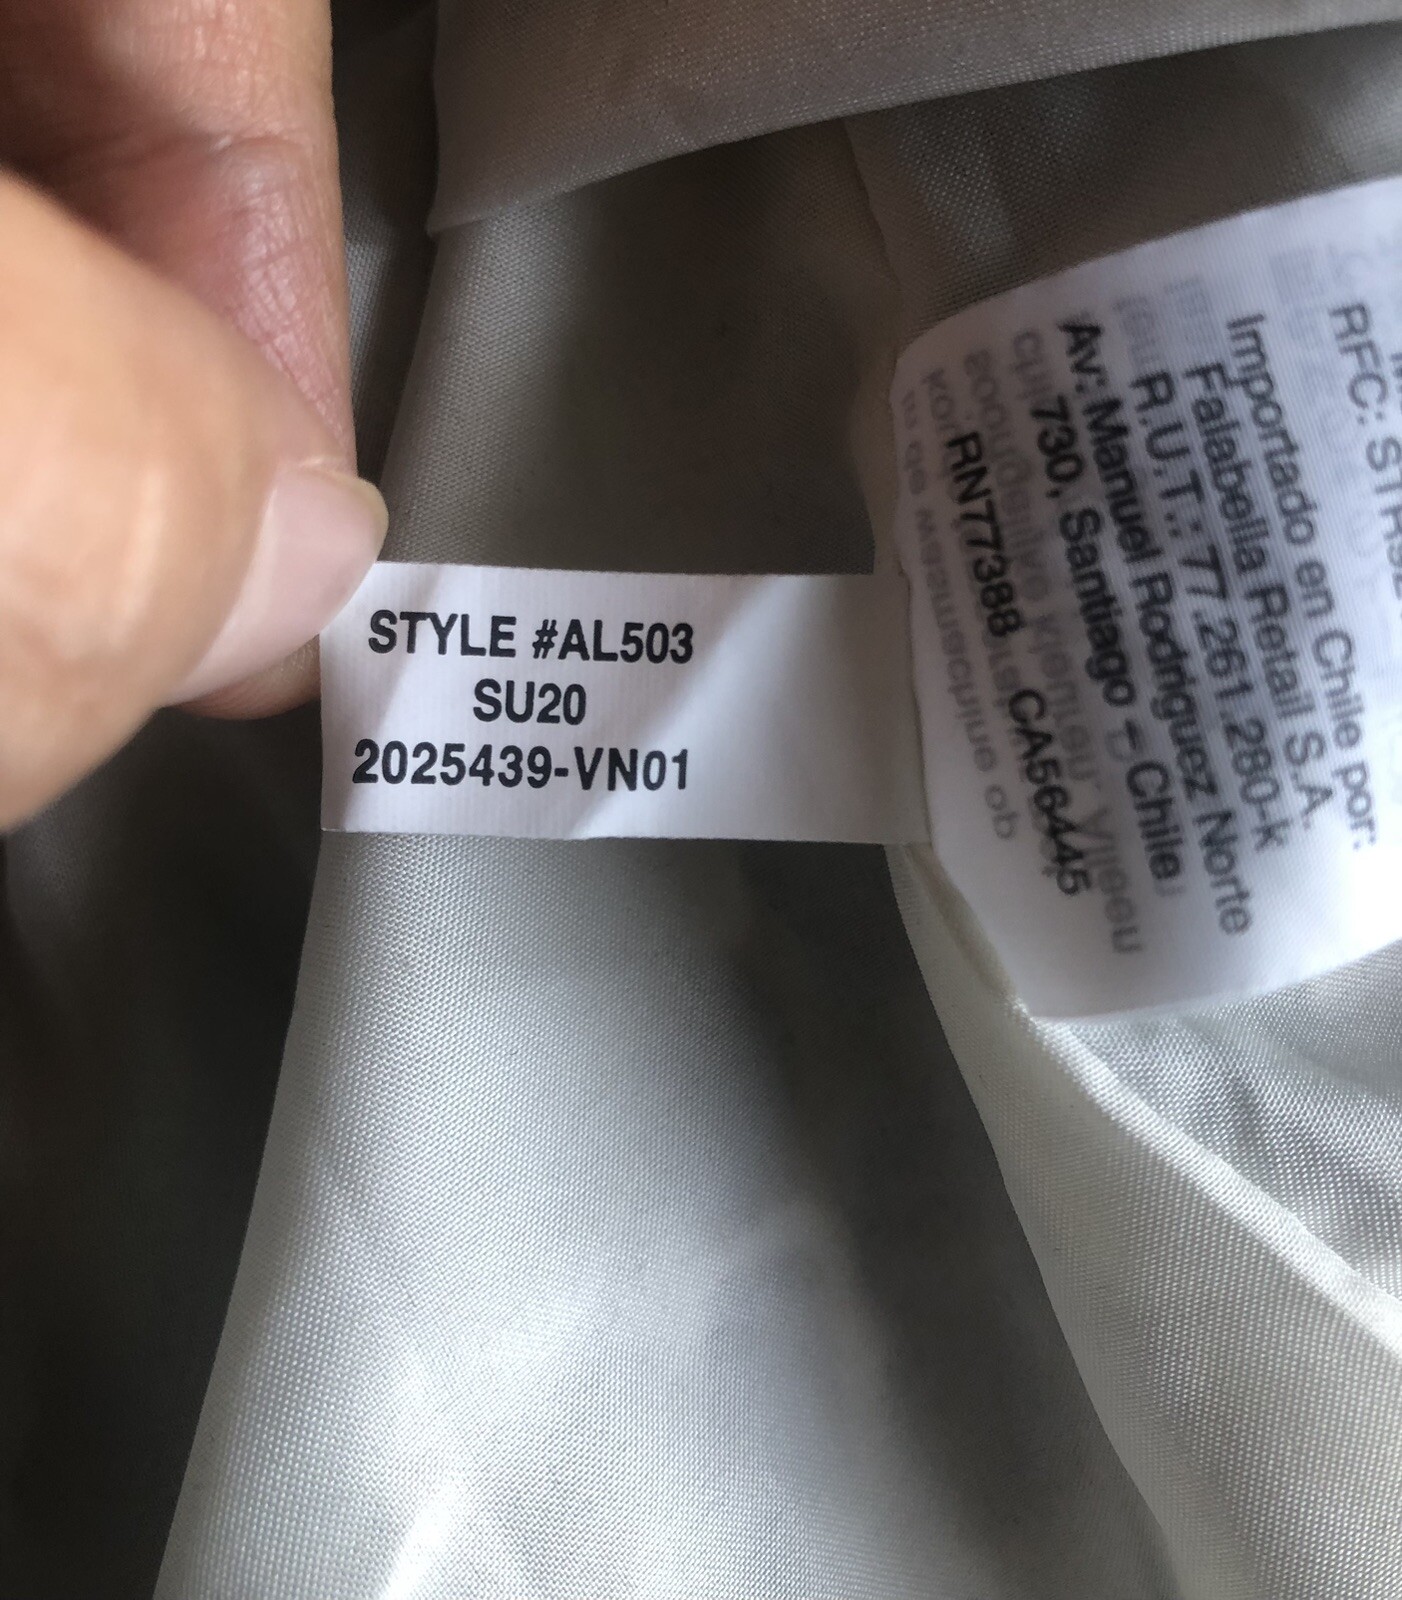 STYLE #AL503
SU20
2025439-VN01
RFC:
Importado en Chile por:
Falabella Retail S.A.
R.U.T.: 77.261.280-k
Av: Manuel Rodriguez Norte
730, Santiago - Chile
RN77388 CA56445